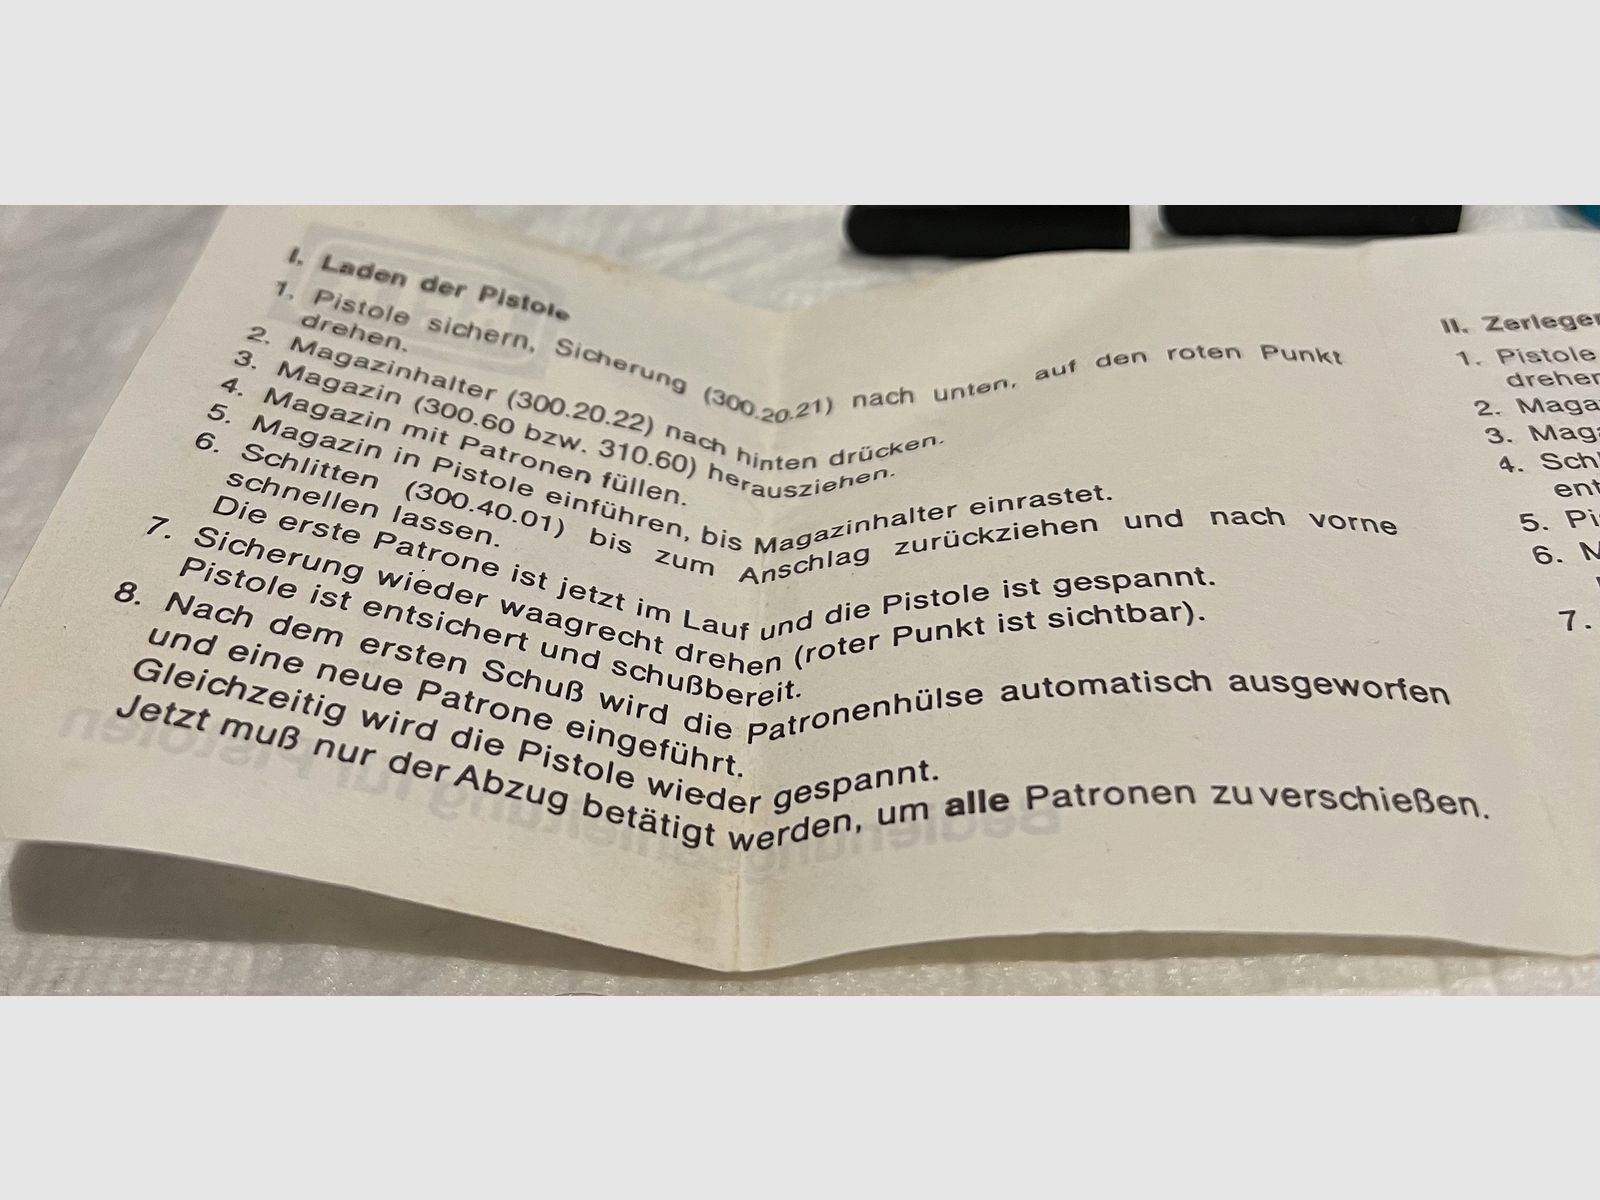 I. Laden der Pistole
1. Pistole sichern, Sicherung (300.20.21) nach unten, auf den roten Punkt
drehen.
2. Magazinhalter (300.20.22) nach hinten drücken.
3. Magazin (300.60 bzw. 310.60) herausziehen.
4. Magazin mit Patronen füllen.
5. Magazin in Pistole einführen, bis Magazinhalter einrastet.
6. Schlitten (300.40.01) bis zum Anschlag zurückziehen und nach vorne
schnellen lassen.
Die erste Patrone ist jetzt im Lauf und die Pistole ist gespannt.
7. Sicherung wieder waagrecht drehen (roter Punkt ist sichtbar).
Pistole ist entsichert und schußbereit.
8. Nach dem ersten Schuß wird die Patronenhülse automatisch ausgeworfen
und eine neue Patrone eingeführt.
Gleichzeitig wird die Pistole wieder gespannt.
Jetzt muß nur der Abzug betätigt werden, um alle Patronen zu verschießen.
II. Zerlegen
1. Pistole
drehen
2. Maga
3. Mag
4. Schl
ent
5. Pi
6. M
7.